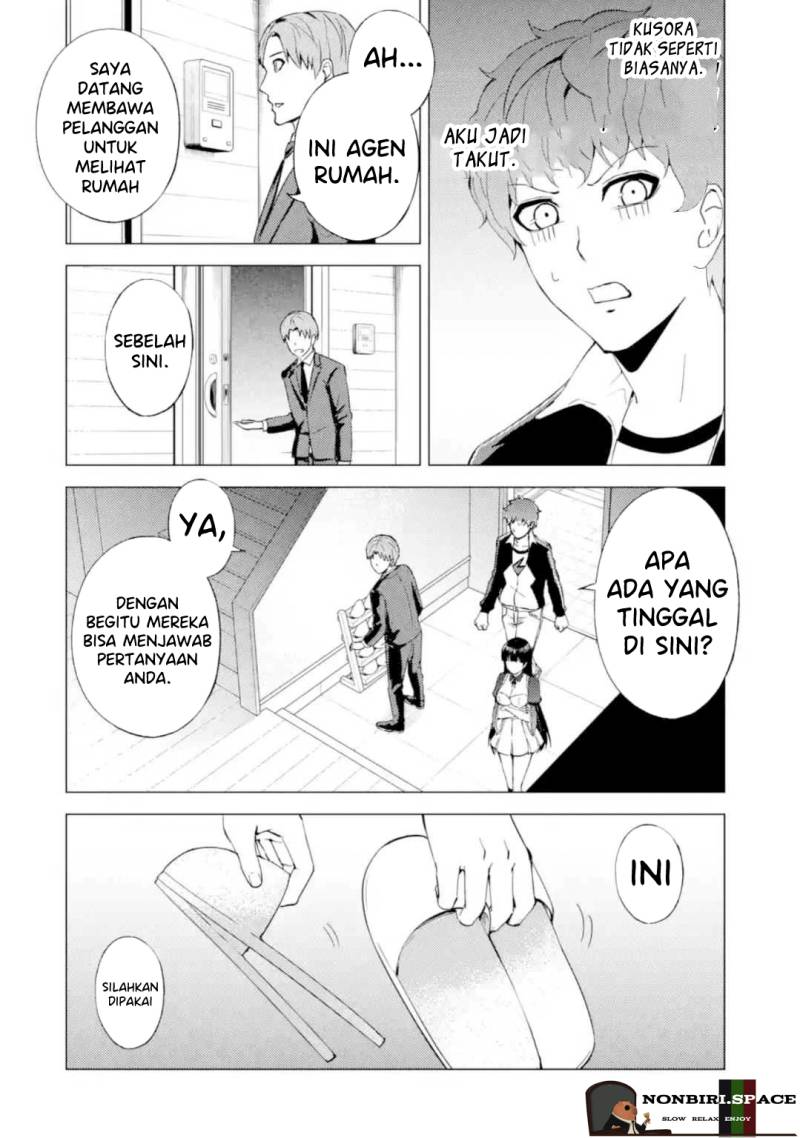 KUSORA
TIDAK SEPERTI
BIASANYA.
AKU JADI
TAKUT.
AH...
INI AGEN
RUMAH.
SAYA
DATANG
MEMBAWA
PELANGGAN
UNTUK
MELIHAT
RUMAH
SEBELAH
SINI.
APA
ADA YANG
TINGGAL
DI SINI?
YA,
DENGAN
BEGITU MEREKA
BISA MENJAWAB
PERTANYAAN
ANDA.
INI
SILAHKAN
DIPAKAI
NONBIRI.SPACE
SLOW RELAX ENJOY